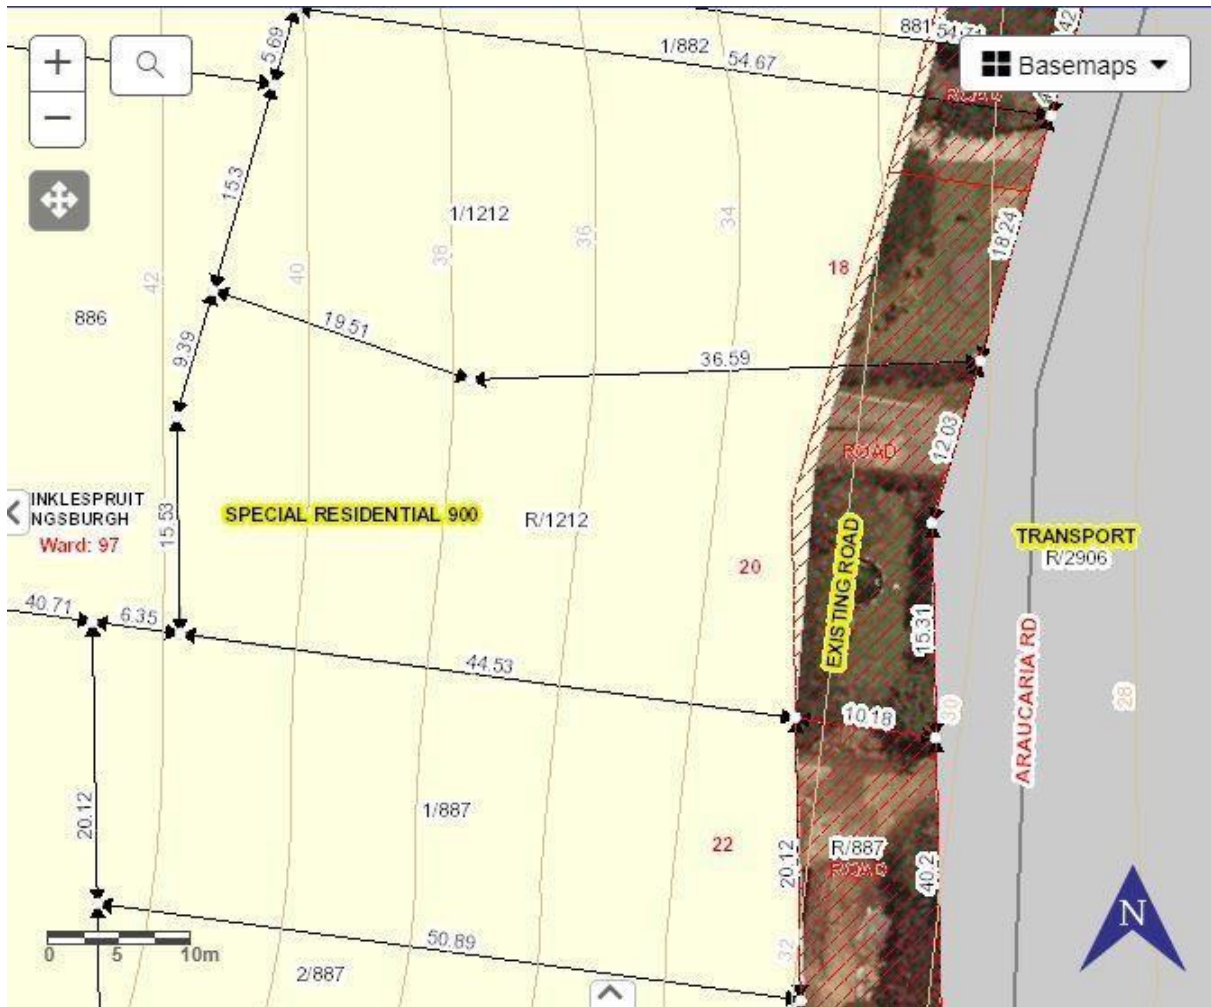 5.69
1/882
54.67
881
54.71
42
Basemaps
ROAD
15.3
1/1212
42
40
38
36
34
18
18.24
886
9.39
19.51
36.59
12.03
ROAD
INKLESPRUIT
NGSBURGH
Ward: 97
15.53
SPECIAL RESIDENTIAL 900
R/1212
20
EXISTING ROAD
TRANSPORT
R/2906
40.71
6.35
44.53
15.31
10.18
30
28
ARAUCARIA RD
20.12
1/887
22
20.12
R/887
ROAD
40.2
N
50.89
32
0 5 10m
2/887